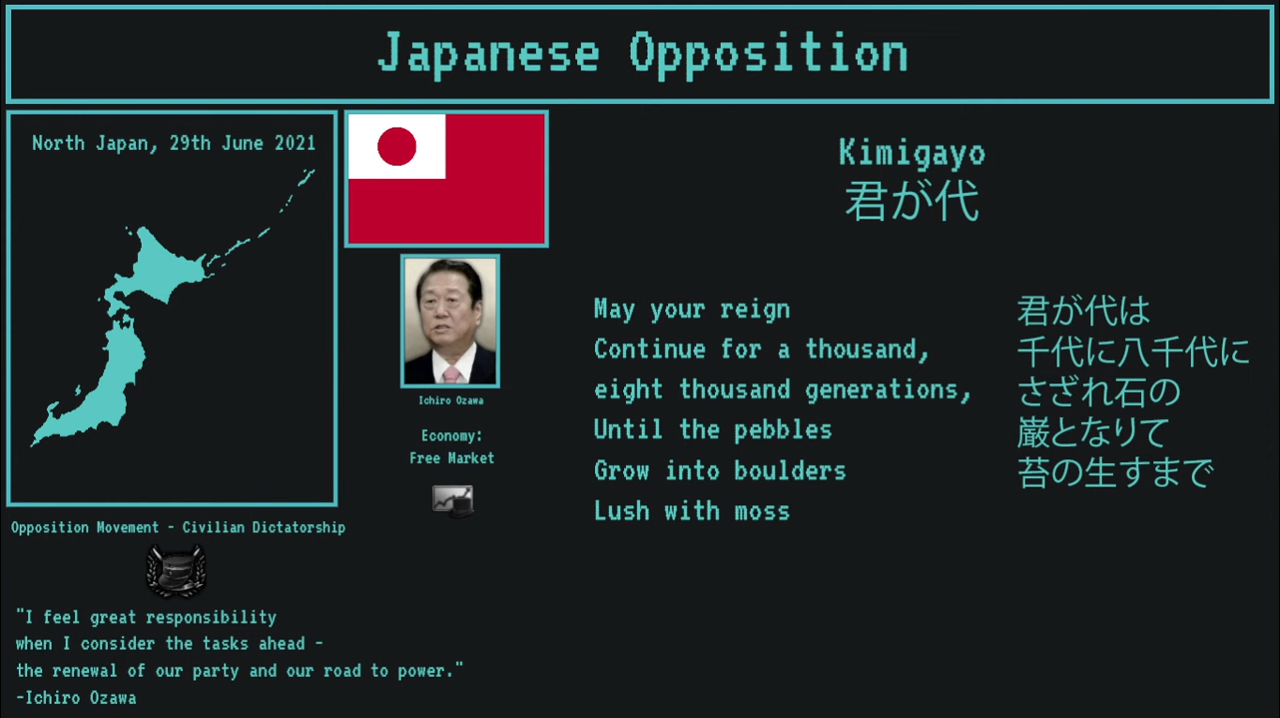 Japanese Opposition
North Japan, 29th June 2021
Opposition Movement - Civilian Dictatorship
"I feel great responsibility
when I consider the tasks ahead -
the renewal of our party and our road to power."
-Ichiro Ozawa
Ichiro Ozawa
Economy:
Free Market
Kimigayo
君が代
May your reign
Continue for a thousand,
eight thousand generations,
Until the pebbles
Grow into boulders
Lush with moss
君が代は
千代に八千代に
さざれ石の
巌となりて
苔の生すまで